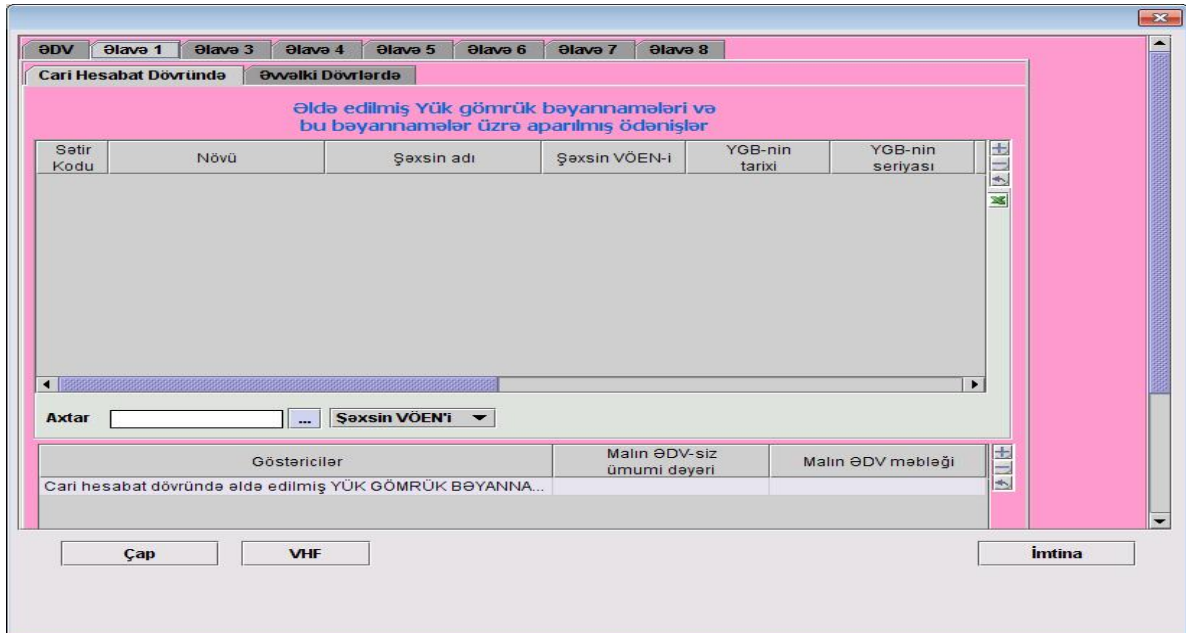 ƏDV Əlavə 1 Əlavə 3 Əlavə 4 Əlavə 5 Əlavə 6 Əlavə 7 Əlavə 8
Cari Hesabat Dövründə Əvvəlki Dövrlərdə
Əldə edilmiş Yük gömrük bəyannamələri və
bu bəyannamələr üzrə aparılmış ödənişlər
Sətir Kodu Növü Şəxsin adı Şəxsin VÖEN-i YGB-nin tarixi YGB-nin seriyası
Axtar ... Şəxsin VÖEN'i
Göstəricilər Malın ƏDV-siz ümumi dəyəri Malın ƏDV məbləği
Cari hesabat dövründə əldə edilmiş YÜK GÖMRÜK BƏYANNA...
Çap VHF İmtina